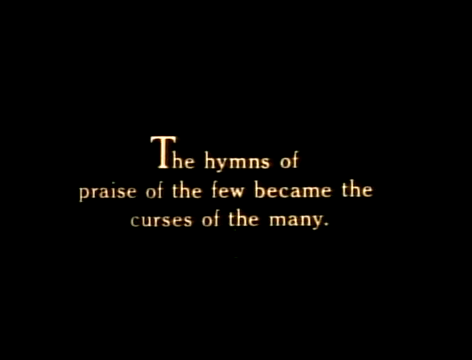 The hymns of
praise of the few became the
curses of the many.